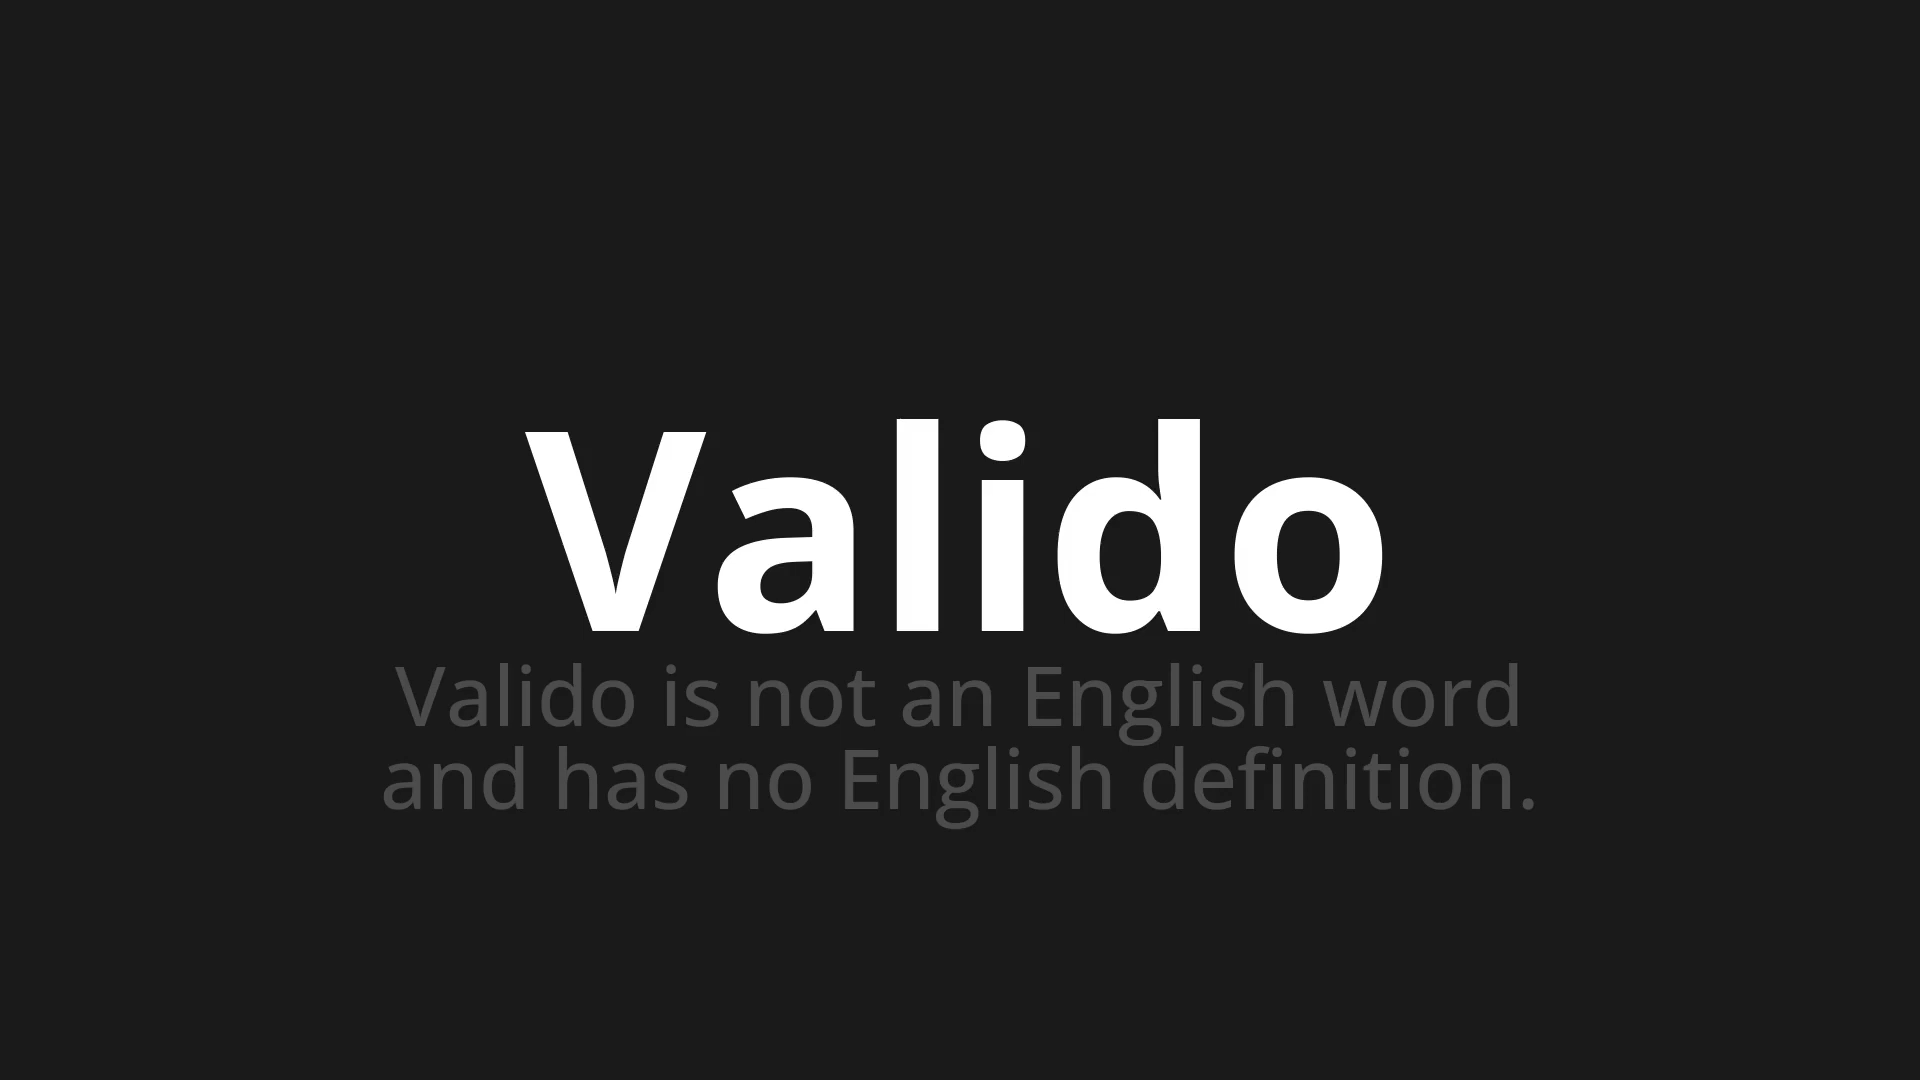 Valido
Valido is not an English word
and has no English definition.